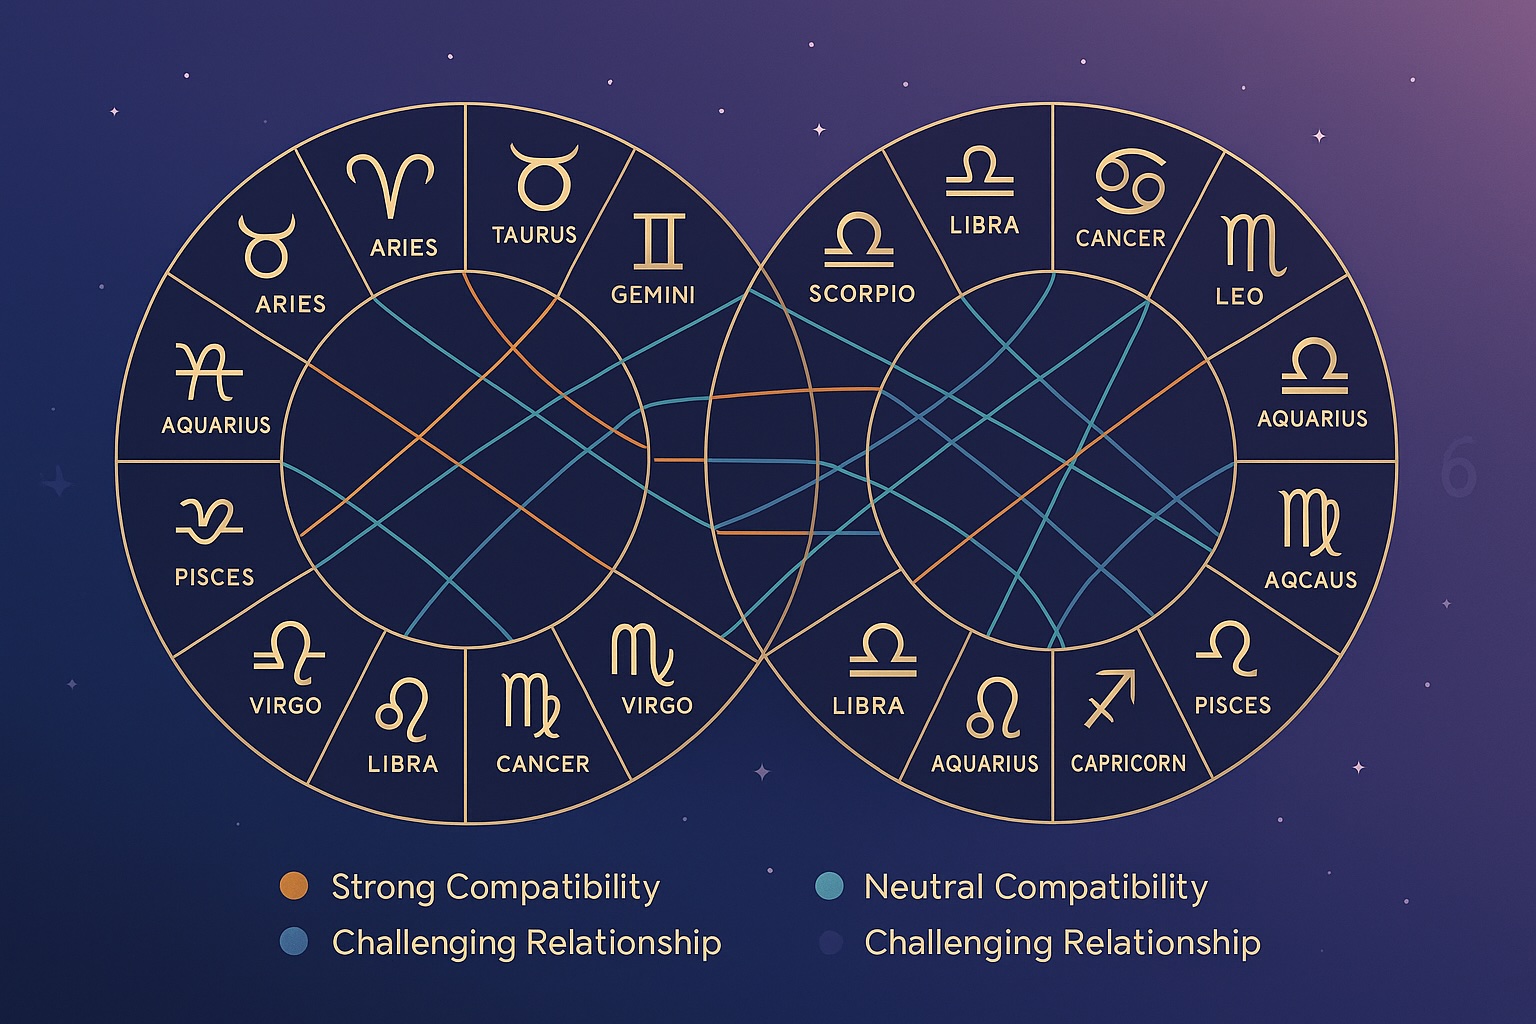 ARIES
TAURUS
GEMINI
ARIES
AQUARIUS
PISCES
VIRGO
LIBRA
CANCER
VIRGO
LIBRA
CANCER
SCORPIO
LEO
AQUARIUS
AQCAUS
PISCES
LIBRA
AQUARIUS
CAPRICORN
6
Strong Compatibility
Neutral Compatibility
Challenging Relationship
Challenging Relationship